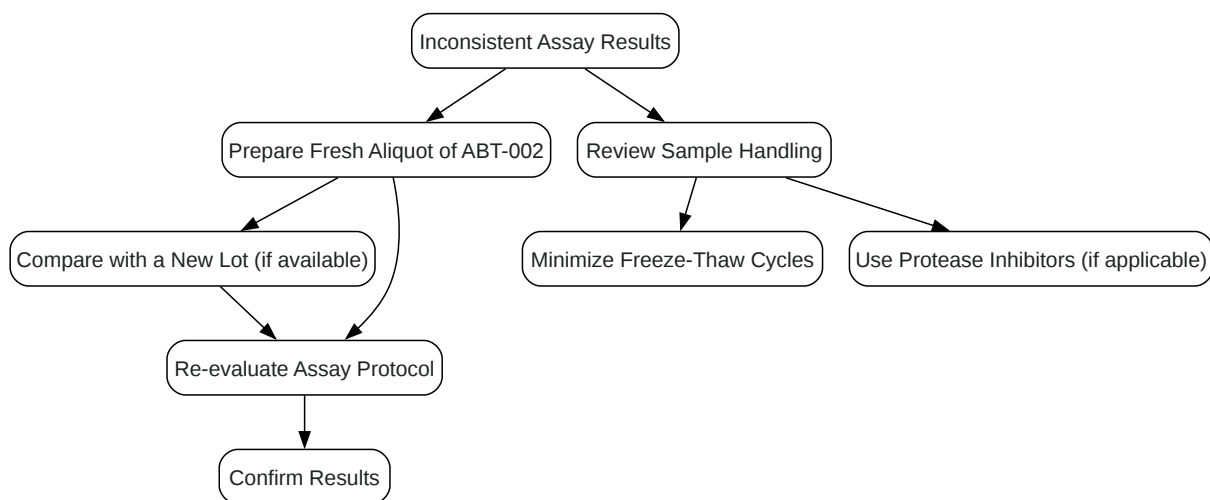 Inconsistent Assay Results
Prepare Fresh Aliquot of ABT-002
Review Sample Handling
Compare with a New Lot (if available)
Minimize Freeze-Thaw Cycles
Use Protease Inhibitors (if applicable)
Re-evaluate Assay Protocol
Confirm Results